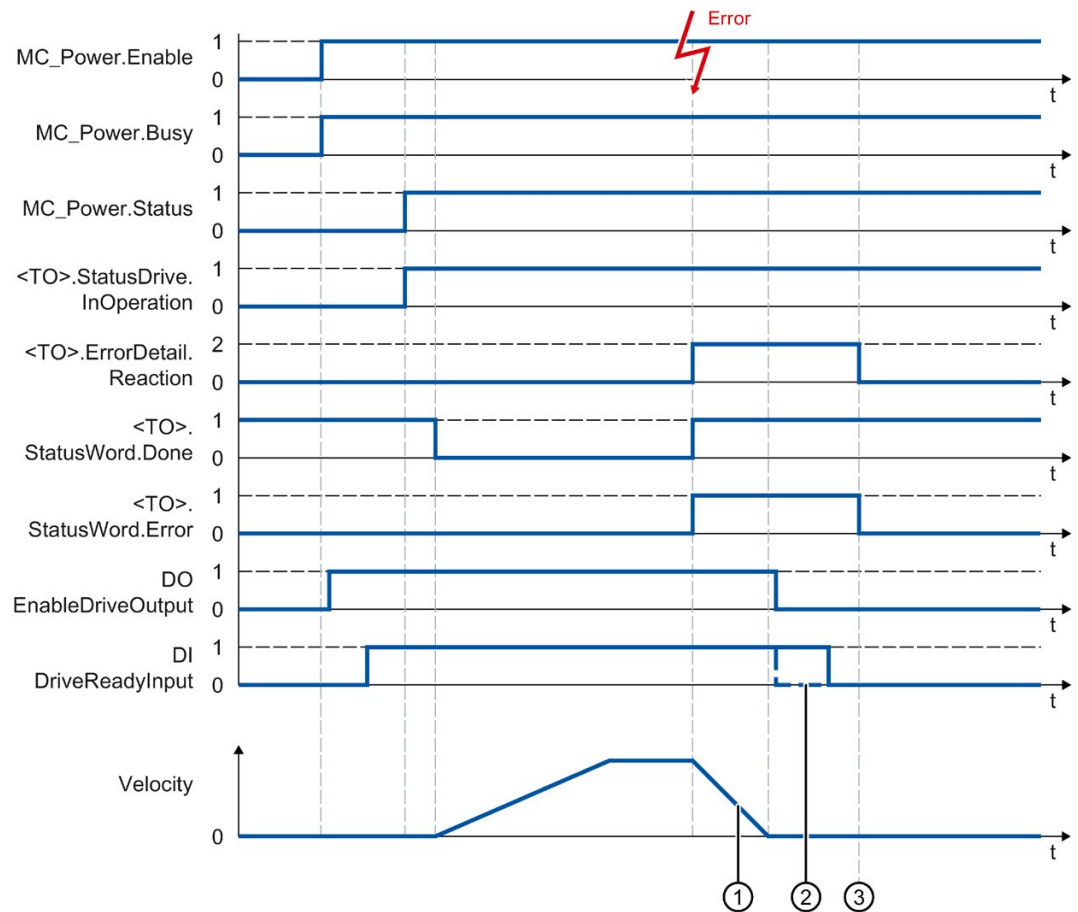 Error
MC_Power.Enable
1
0
t
MC_Power.Busy
1
0
t
MC_Power.Status
1
0
t
<TO>.StatusDrive.
InOperation
1
0
t
<TO>.ErrorDetail.
Reaction
2
0
t
<TO>.
StatusWord.Done
1
0
t
<TO>.
StatusWord.Error
1
0
t
DO
EnableDriveOutput
1
0
t
DI
DriveReadyInput
1
0
t
Velocity
0
t
1 2 3